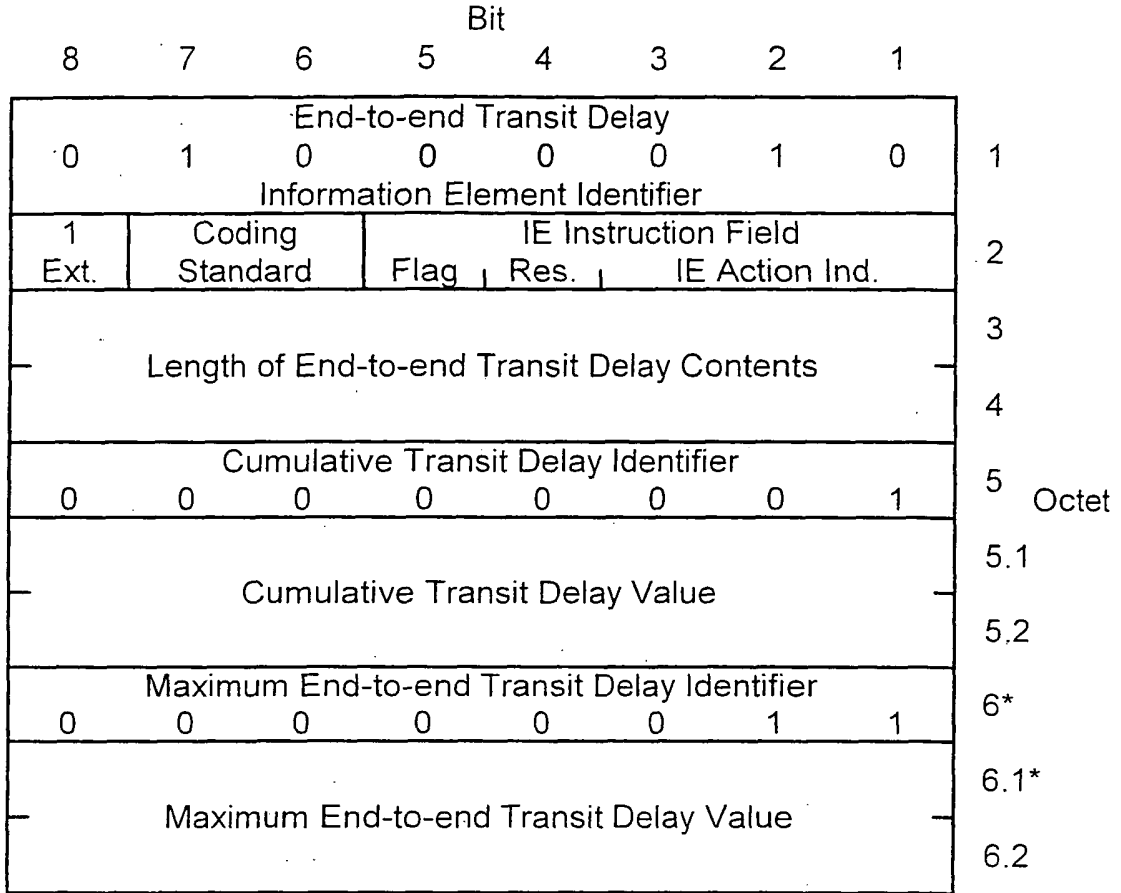 Bit
8 7 6 5 4 3 2 1
End-to-end Transit Delay
0 1 0 0 0 0 1 0 1
Information Element Identifier
1 Coding IE Instruction Field
Ext. Standard Flag Res. IE Action Ind. 2
3
Length of End-to-end Transit Delay Contents
4
Cumulative Transit Delay Identifier
5
0 0 0 0 0 0 0 1
Octet
5.1
Cumulative Transit Delay Value
5.2
Maximum End-to-end Transit Delay Identifier
6*
0 0 0 0 0 0 1 1
6.1*
Maximum End-to-end Transit Delay Value
6.2